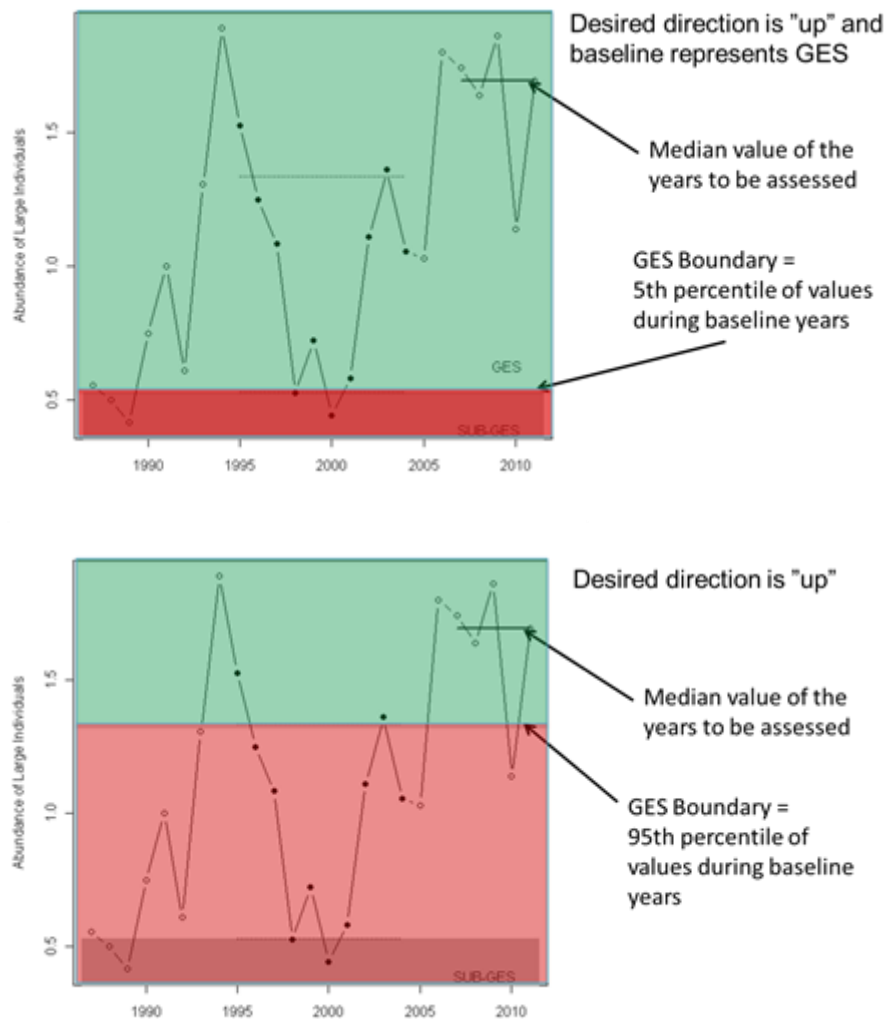 Desired direction is ”up” and
baseline represents GES
Abundance of Large Individuals
1.5
1.0
0.5
Median value of the
years to be assessed
GES Boundary =
5th percentile of values
during baseline years
GES
SUB-GES
1990 1995 2000 2005 2010
Desired direction is ”up”
Abundance of Large Individuals
1.5
1.0
0.5
Median value of the
years to be assessed
GES Boundary =
95th percentile of
values during baseline
years
SUB-GES
1990 1995 2000 2005 2010